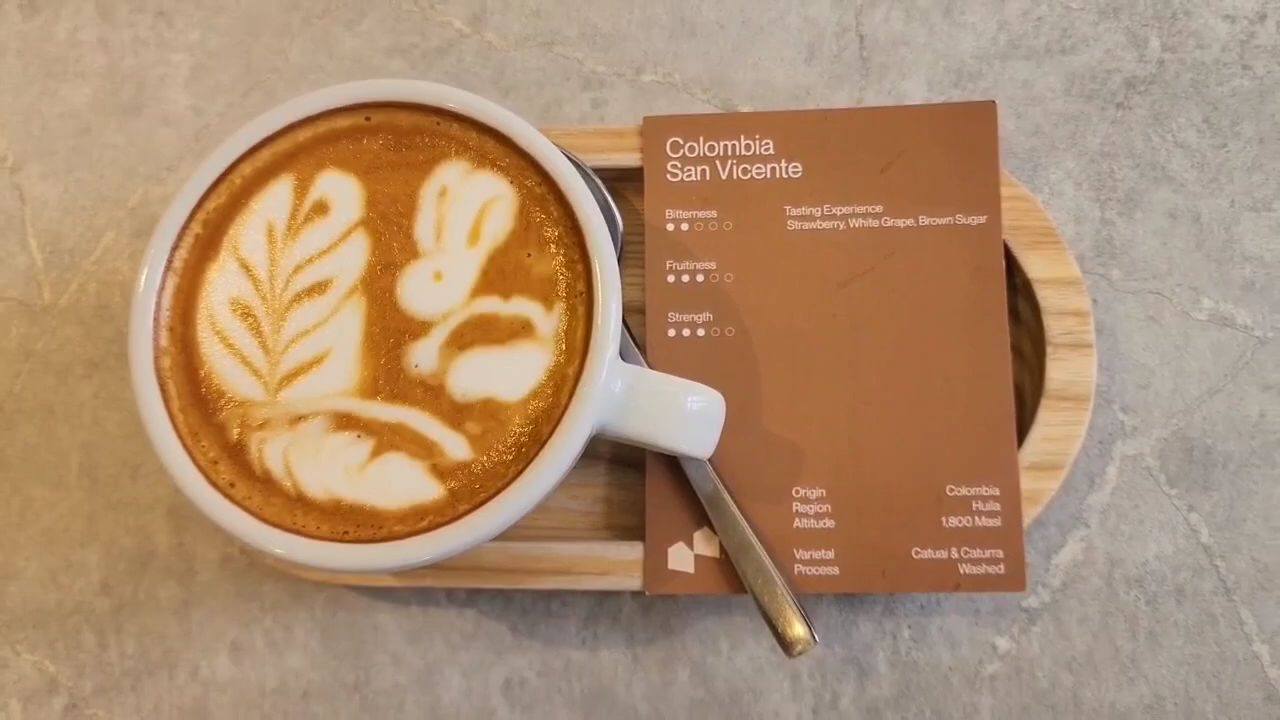 Colombia
San Vicente
Bitterness
Tasting Experience
Strawberry, White Grape, Brown Sugar
Fruitiness
Strength
Origin Colombia
Region Huila
Altitude 1,800 Masl
Varietal Catuai & Caturra
Process Washed